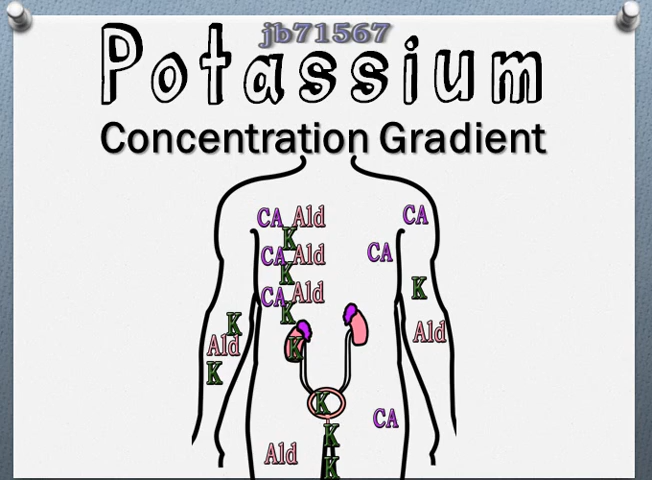 jb71567
Potassium
Concentration Gradient
CA Ald CA
K
CA Ald CA
K
CA Ald K
K
K Ald
Ald K
K
K CA
K
Ald K